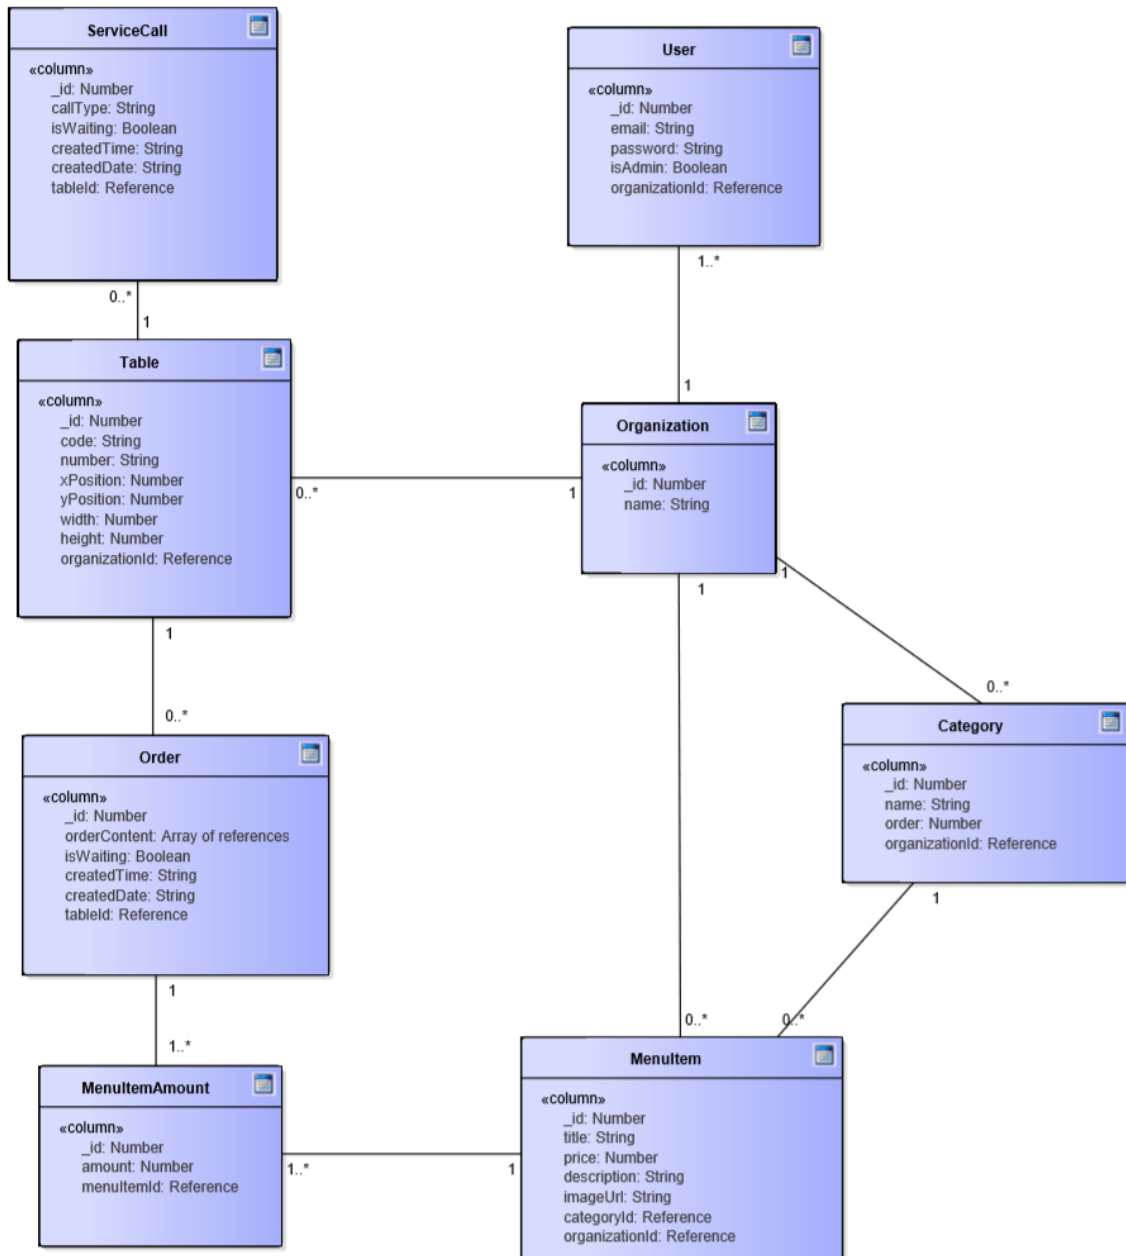 ServiceCall
«column»
_id: Number
callType: String
isWaiting: Boolean
createdTime: String
createdDate: String
tableId: Reference
0..*
1
User
«column»
_id: Number
email: String
password: String
isAdmin: Boolean
organizationId: Reference
1..*
1
Table
«column»
_id: Number
code: String
number: String
xPosition: Number
yPosition: Number
width: Number
height: Number
organizationId: Reference
0..*
1
Organization
«column»
_id: Number
name: String
1
1
1
0..*
0..*
Category
«column»
_id: Number
name: String
order: Number
organizationId: Reference
1
Order
«column»
_id: Number
orderContent: Array of references
isWaiting: Boolean
createdTime: String
createdDate: String
tableId: Reference
1
1..*
0..*
0..*
MenuItemAmount
«column»
_id: Number
amount: Number
menuItemId: Reference
1..*
1
MenuItem
«column»
_id: Number
title: String
price: Number
description: String
imageUrl: String
categoryId: Reference
organizationId: Reference